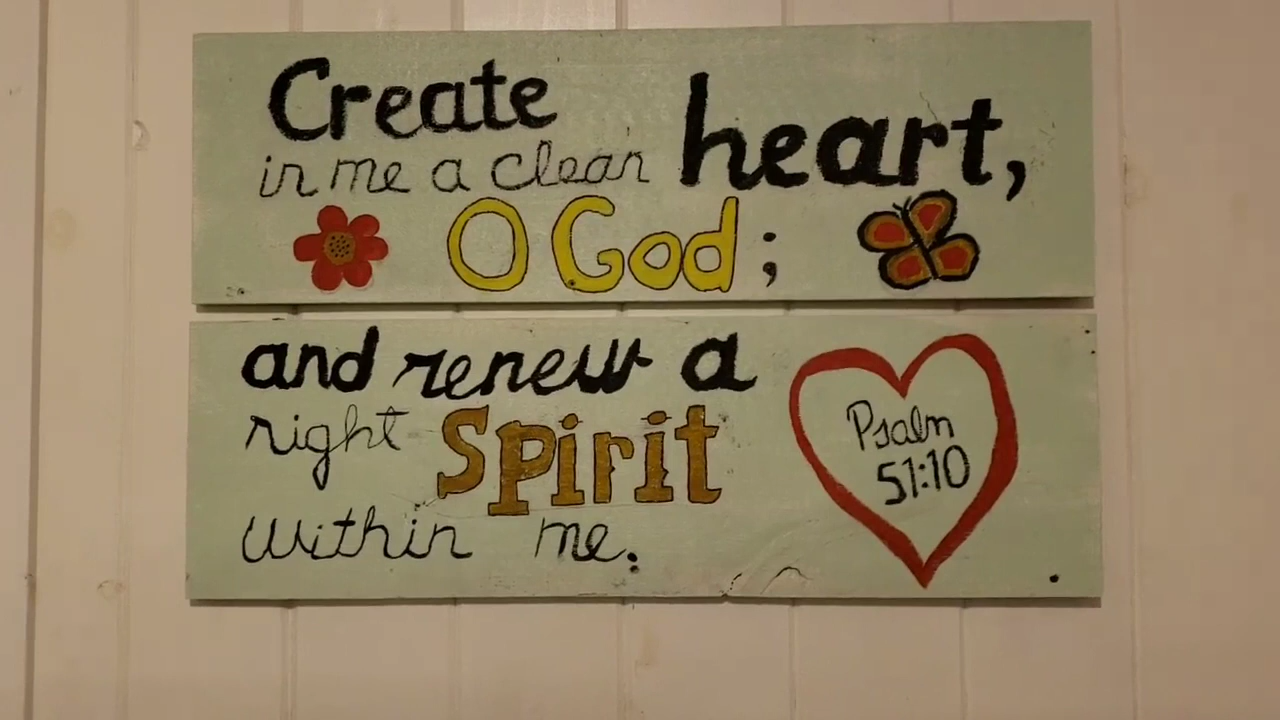 Create
in me a clean heart,
O God;
and renew a
right Spirit
within me.
Psalm
51:10